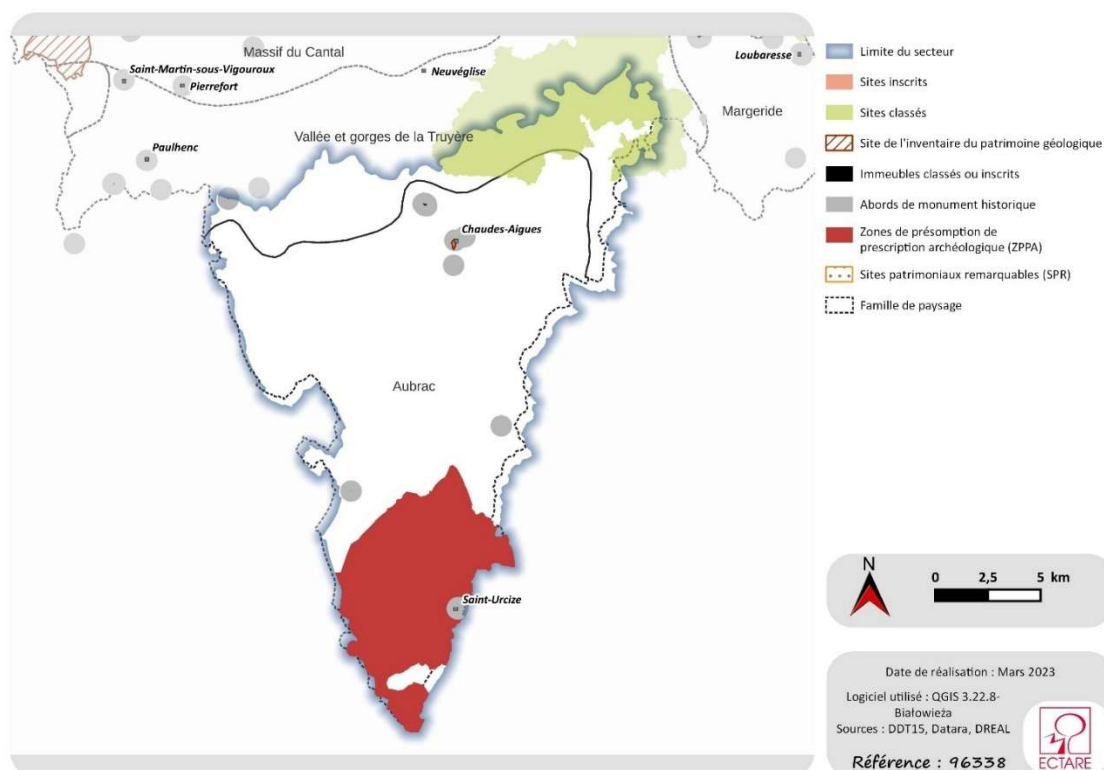 Massif du Cantal
Saint-Martin-sous-Vigouroux
Pierrefort
Neuvéglise
Loubaresse
Vallée et gorges de la Truyère
Margeride
Paulhenc
Chaudes-Aigues
Aubrac
Saint-Urcize
Limite du secteur
Sites inscrits
Sites classés
Site de l'inventaire du patrimoine géologique
Immeubles classés ou inscrits
Abords de monument historique
Zones de présomption de
prescription archéologique (ZPPA)
Sites patrimoniaux remarquables (SPR)
Famille de paysage
N
0 2,5 5 km
Date de réalisation : Mars 2023
Logiciel utilisé : QGIS 3.22.8-
Białowieża
Sources : DDT15, Datara, DREAL
Référence : 96338
ECTARE